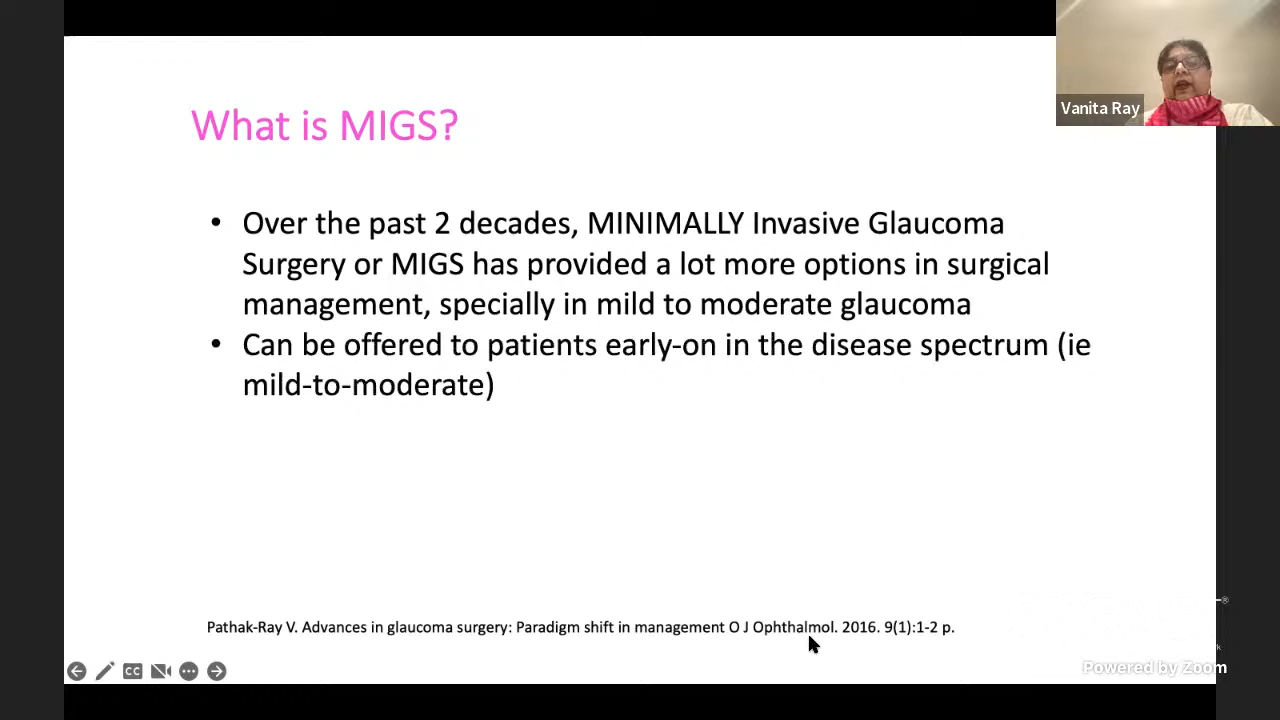 What is MIGS?
Vanita Ray
• Over the past 2 decades, MINIMALLY Invasive Glaucoma
Surgery or MIGS has provided a lot more options in surgical
management, specially in mild to moderate glaucoma
• Can be offered to patients early-on in the disease spectrum (ie
mild-to-moderate)
Pathak-Ray V. Advances in glaucoma surgery: Paradigm shift in management O J Ophthalmol. 2016. 9(1):1-2 p.
CC
®
k
Powered by Zoom